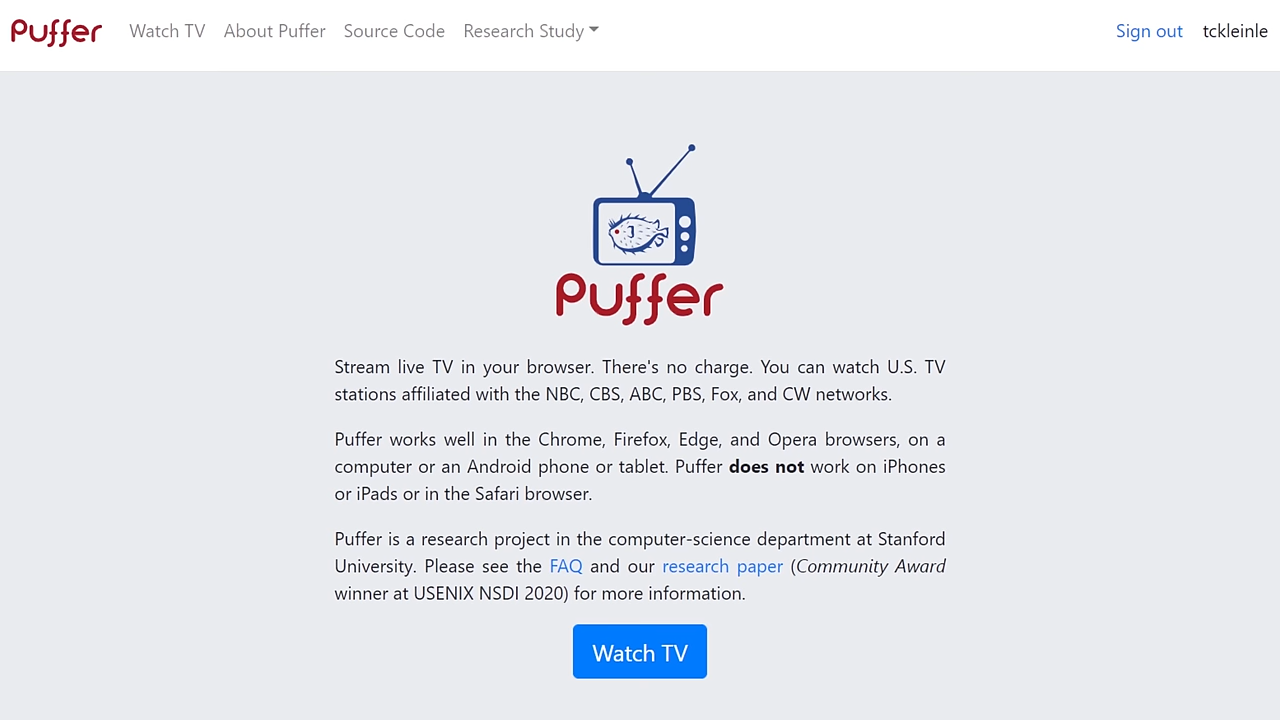 Puffer Watch TV About Puffer Source Code Research Study Sign out tckleinle
Puffer
Stream live TV in your browser. There's no charge. You can watch U.S. TV
stations affiliated with the NBC, CBS, ABC, PBS, Fox, and CW networks.
Puffer works well in the Chrome, Firefox, Edge, and Opera browsers, on a
computer or an Android phone or tablet. Puffer does not work on iPhones
or iPads or in the Safari browser.
Puffer is a research project in the computer-science department at Stanford
University. Please see the FAQ and our research paper (Community Award
winner at USENIX NSDI 2020) for more information.
Watch TV